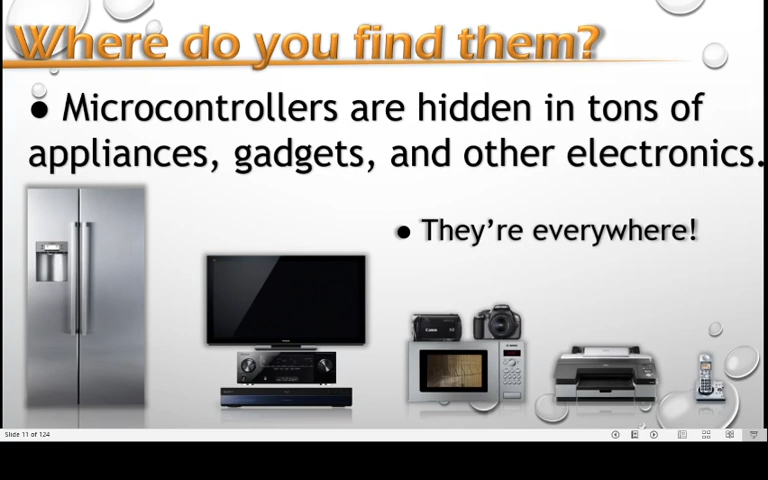 Where do you find them?
● Microcontrollers are hidden in tons of
appliances, gadgets, and other electronics.
● They’re everywhere!
Canon
Slide 11 of 124